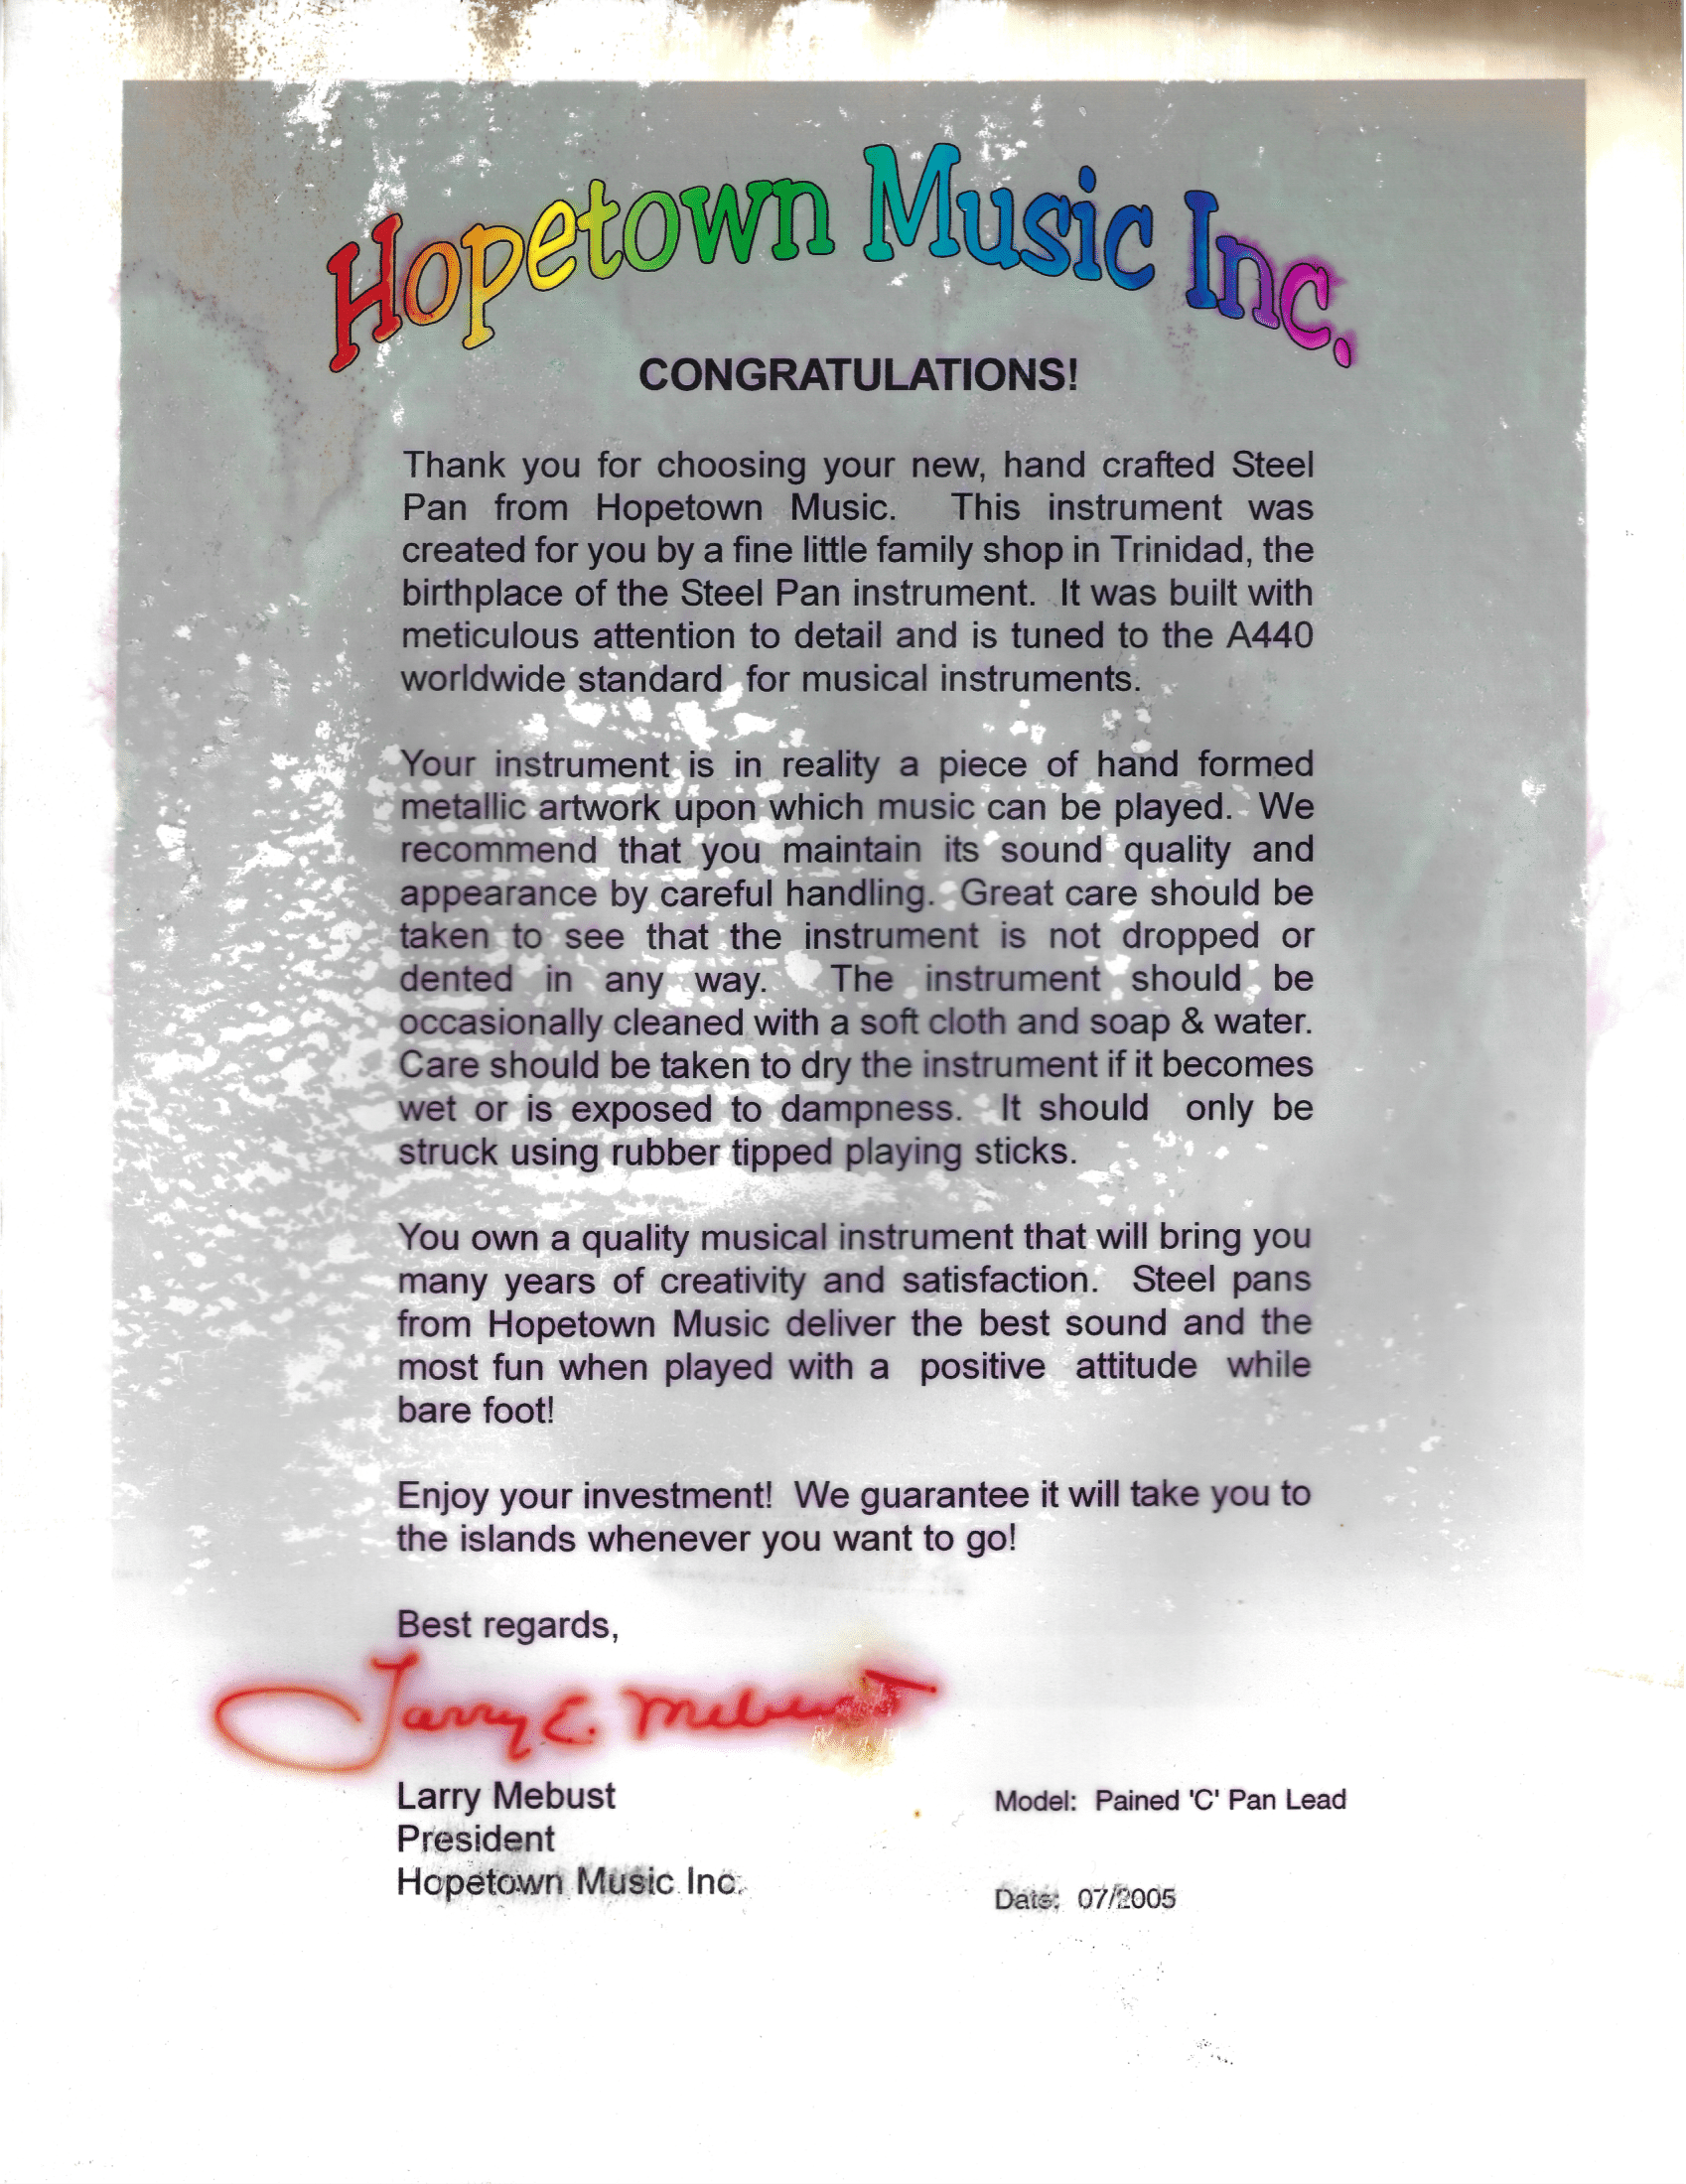 Hopetown Music Inc.
CONGRATULATIONS!
Thank you for choosing your new, hand crafted Steel
Pan from Hopetown Music. This instrument was
created for you by a fine little family shop in Trinidad, the
birthplace of the Steel Pan instrument. It was built with
meticulous attention to detail and is tuned to the A440
worldwide standard for musical instruments.
Your instrument is in reality a piece of hand formed
metallic artwork upon which music can be played. We
recommend that you maintain its sound quality and
appearance by careful handling. Great care should be
taken to see that the instrument is not dropped or
dented in any way. The instrument should be
occasionally cleaned with a soft cloth and soap & water.
Care should be taken to dry the instrument if it becomes
wet or is exposed to dampness. It should only be
struck using rubber tipped playing sticks.
You own a quality musical instrument that will bring you
many years of creativity and satisfaction. Steel pans
from Hopetown Music deliver the best sound and the
most fun when played with a positive attitude while
bare foot!
Enjoy your investment! We guarantee it will take you to
the islands whenever you want to go!
Best regards,
Larry E. Mebust
Larry Mebust
President
Hopetown Music Inc.
Model: Pained 'C' Pan Lead
Date: 07/2005